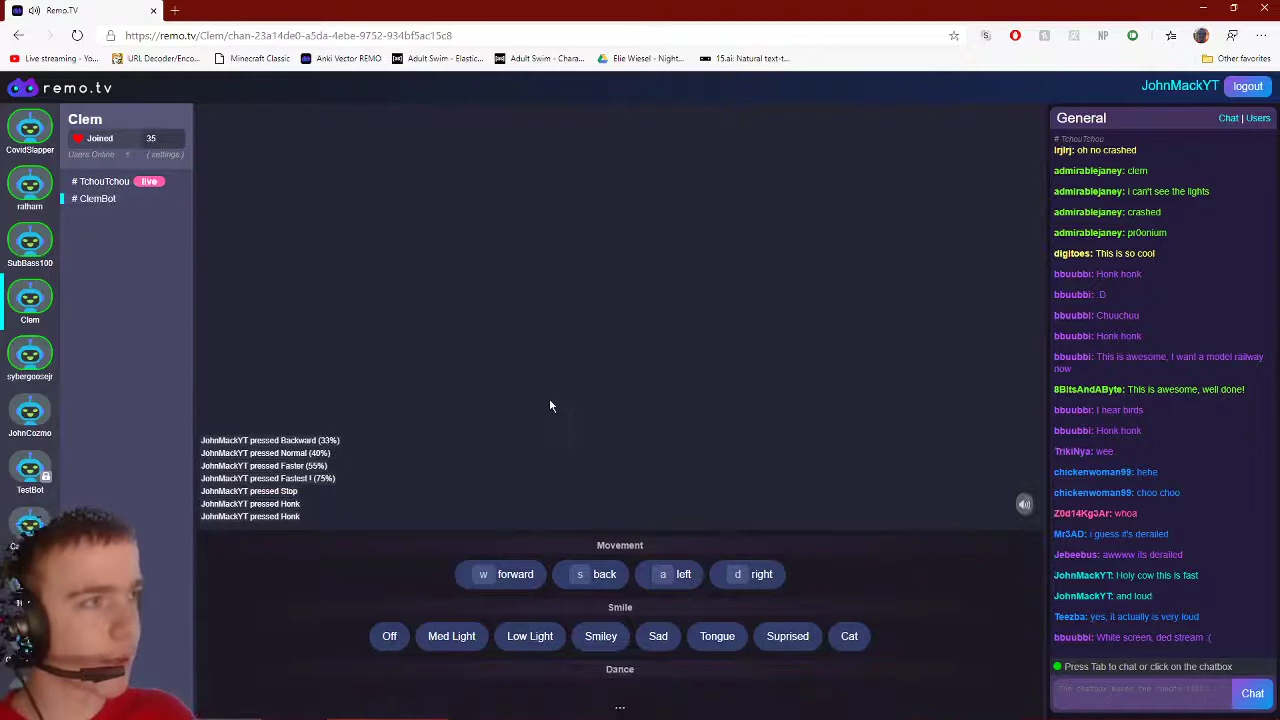 Remo.TV
https://remo.tv/Clem/chan-23a14de0-a5da-4ebe-9752-934bf5ac15c8
NP
Live streaming - Yo...
URL Decoder/Enco...
Minecraft Classic
Anki Vector REMO
Adult Swim - Elastic...
Adult Swim - Chara...
Elie Wiesel - Night...
15.ai: Natural text-t...
Other favorites
remo.tv
JohnMackYT
logout
CovidSlapper
ratham
SubBass100
Clem
sybergoosejr
JohnCozmo
TestBot
Clem
Joined 35
Users Online 1 ( settings )
# TchouTchou live
# ClemBot
JohnMackYT pressed Backward (33%)
JohnMackYT pressed Normal (40%)
JohnMackYT pressed Faster (55%)
JohnMackYT pressed Fastest ! (75%)
JohnMackYT pressed Stop
JohnMackYT pressed Honk
JohnMackYT pressed Honk
Movement
w forward
s back
a left
d right
Smile
Off
Med Light
Low Light
Smiley
Sad
Tongue
Suprised
Cat
Dance
...
General
Chat | Users
# TchouTchou
lrjlrj: oh no crashed
admirablejaney: clem
admirablejaney: i can't see the lights
admirablejaney: crashed
admirablejaney: pr0onium
digitoes: This is so cool
bbuubbi: Honk honk
bbuubbi: :D
bbuubbi: Chuuchuu
bbuubbi: Honk honk
bbuubbi: This is awesome, I want a model railway
now
8BitsAndAByte: This is awesome, well done!
bbuubbi: I hear birds
bbuubbi: Honk honk
TrikiNya: wee
chickenwoman99: hehe
chickenwoman99: choo choo
Z0d14Kg3Ar: whoa
Mr3AD: i guess it's derailed
Jebeebus: awwww its derailed
JohnMackYT: Holy cow this is fast
JohnMackYT: and loud
Teezba: yes, it actually is very loud
bbuubbi: White screen, ded stream :(
Press Tab to chat or click on the chatbox
Chat